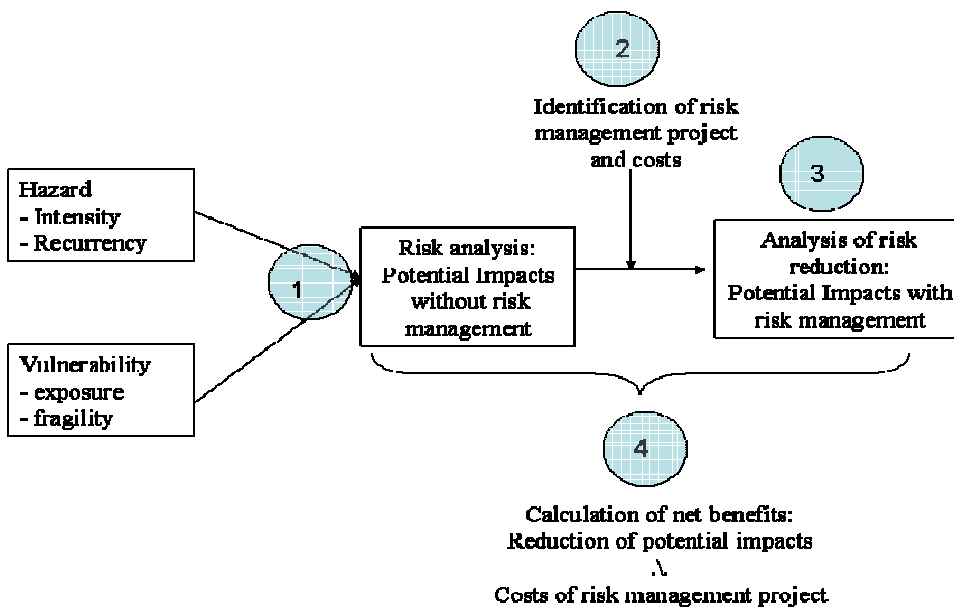 2
Identification of risk
management project
and costs
3
Hazard
- Intensity
- Recurrency
1
Risk analysis:
Potential Impacts
without risk
management
Analysis of risk
reduction:
Potential Impacts with
risk management
Vulnerability
- exposure
- fragility
4
Calculation of net benefits:
Reduction of potential impacts
Costs of risk management project